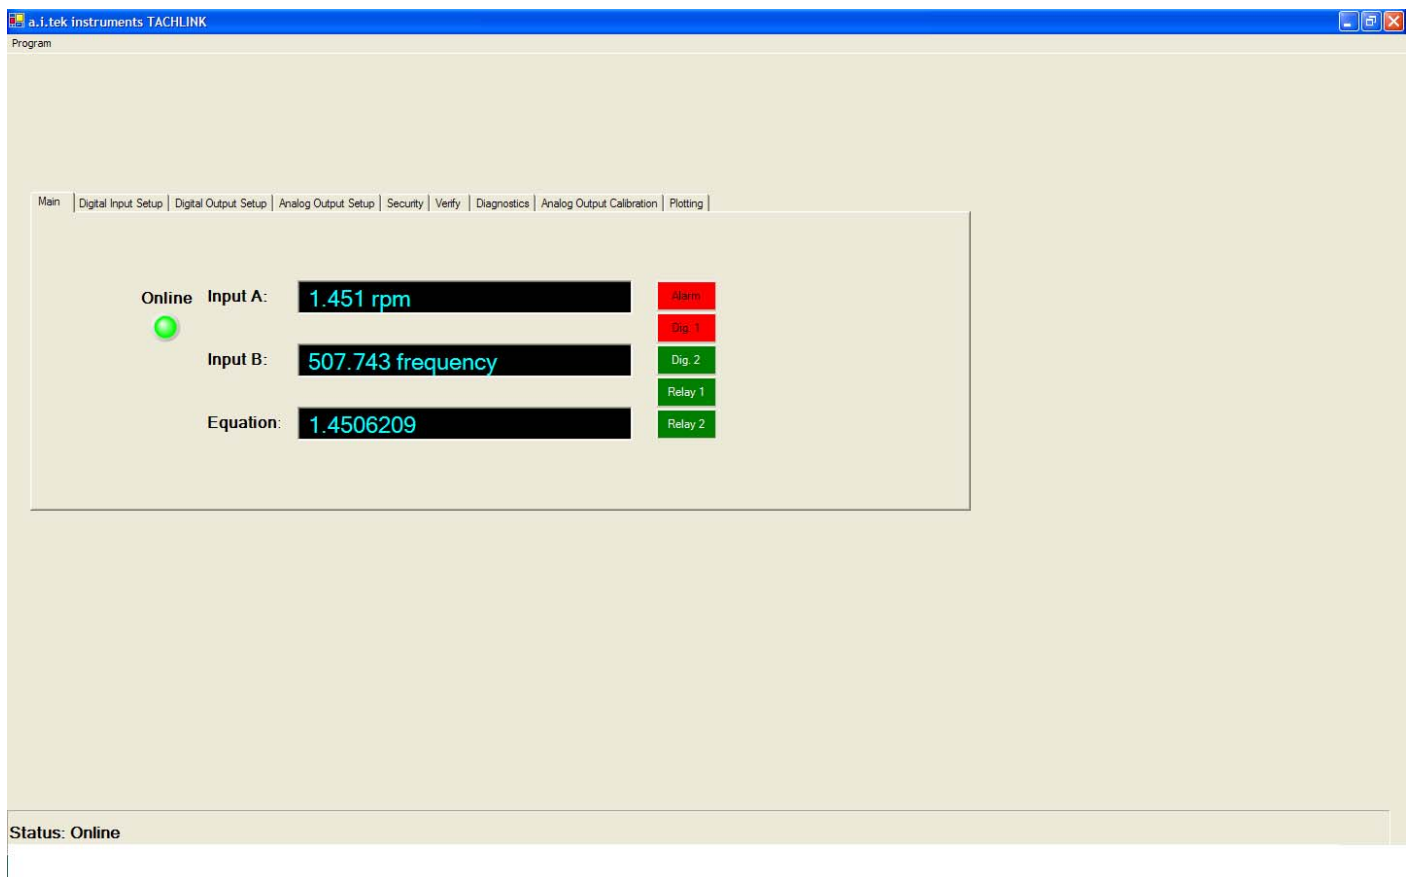 a.i.tek instruments TACHLINK
Program
Main Digital Input Setup Digital Output Setup Analog Output Setup Security Verify Diagnostics Analog Output Calibration Plotting
Online Input A: 1.451 rpm Alarm
Dig. 1
Input B: 507.743 frequency Dig. 2
Relay 1
Equation: 1.4506209 Relay 2
Status: Online